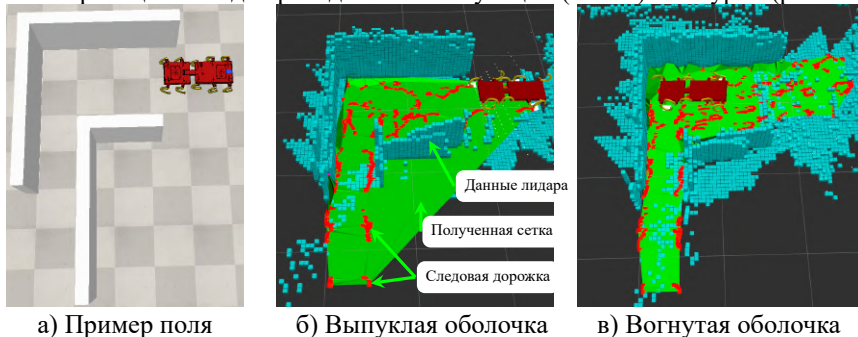 Данные лидара
Полученная сетка
Следовая дорожка
а) Пример поля
б) Выпуклая оболочка
в) Вогнутая оболочка